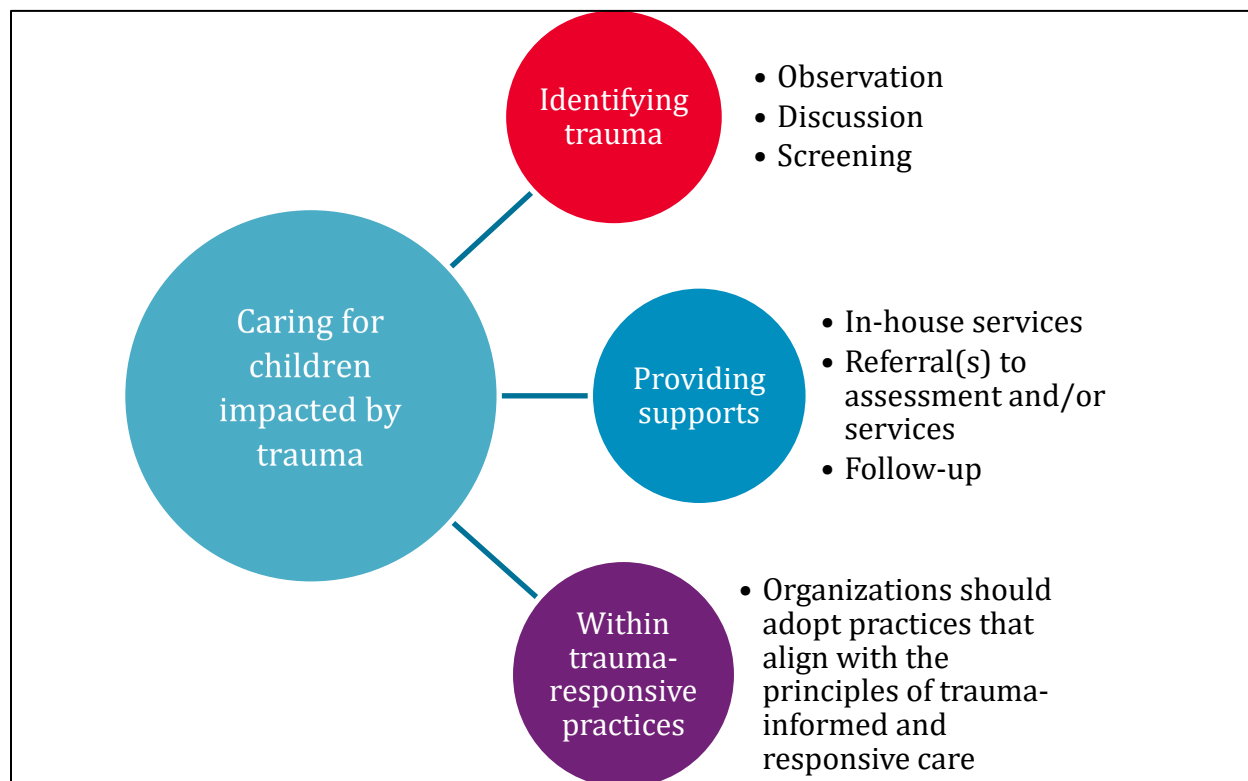 Identifying
trauma
• Observation
• Discussion
• Screening
Caring for
children
impacted by
trauma
Providing
supports
• In-house services
• Referral(s) to
assessment and/or
services
• Follow-up
Within
trauma-
responsive
practices
• Organizations should
adopt practices that
align with the
principles of trauma-
informed and
responsive care